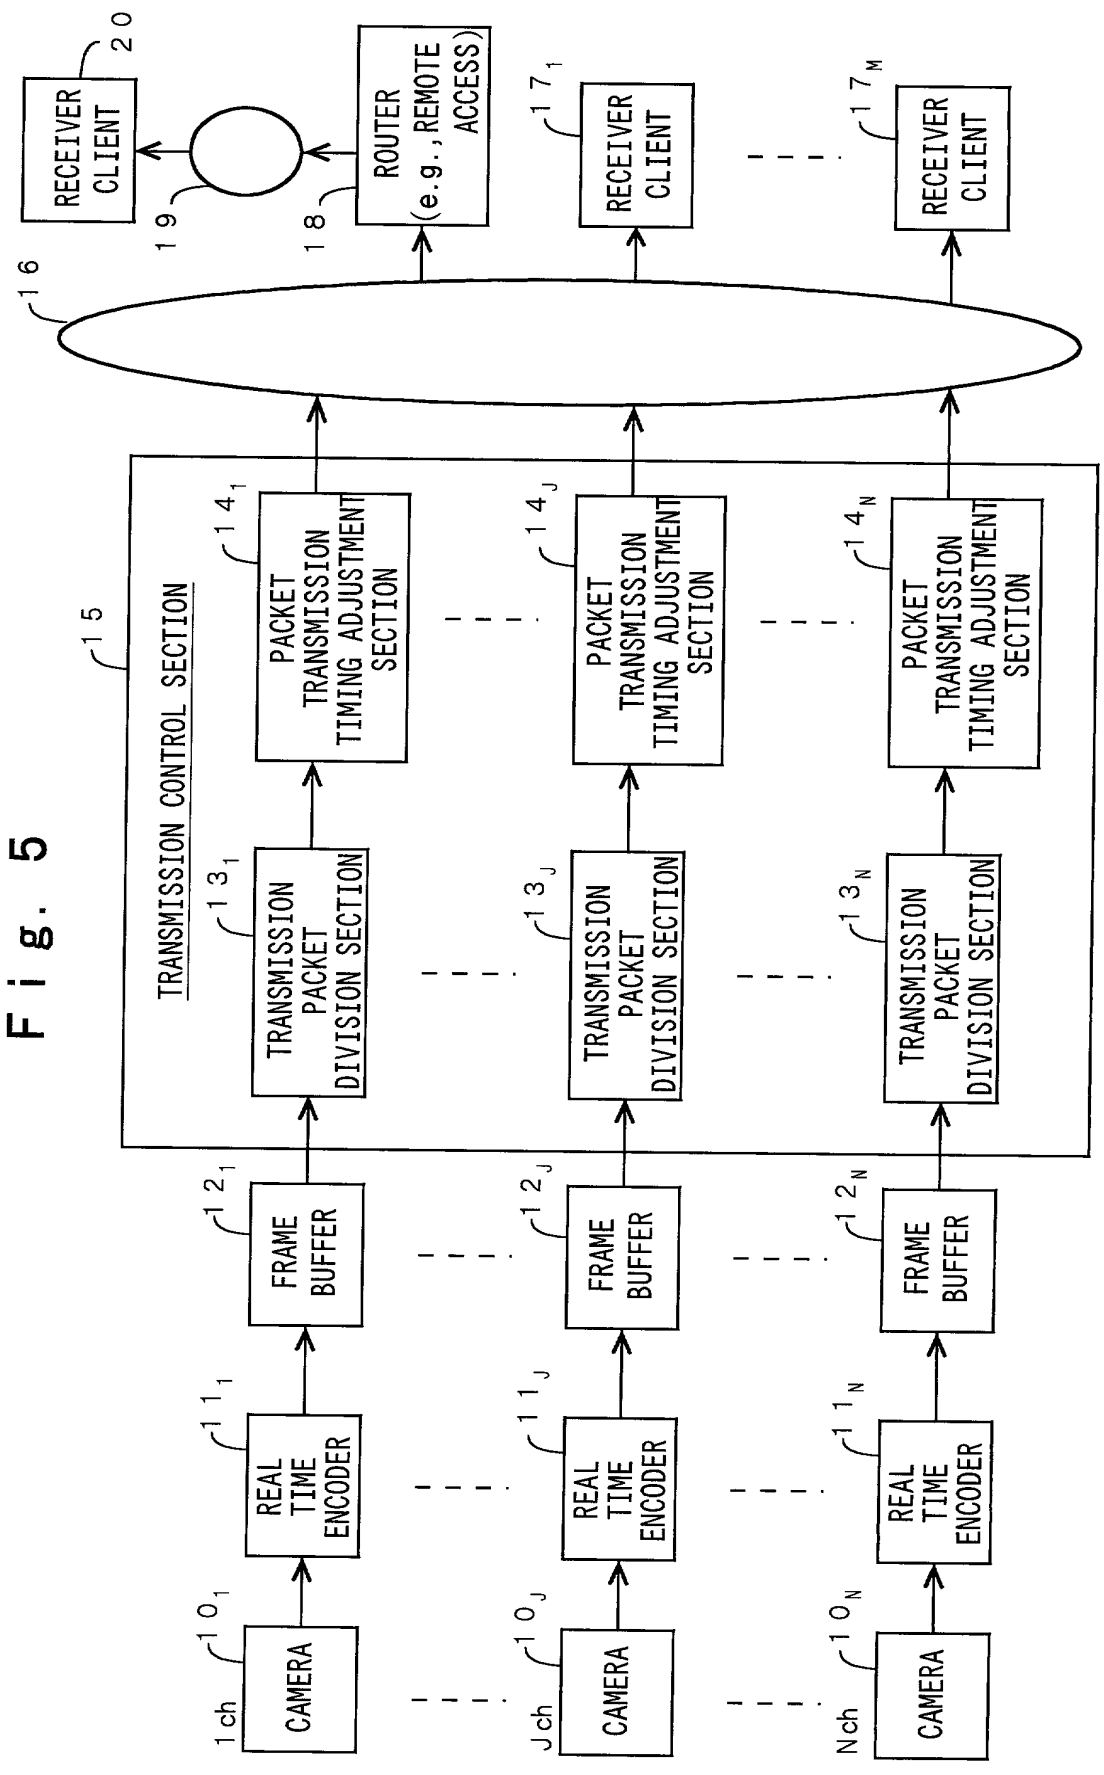 Fig. 5
15
TRANSMISSION CONTROL SECTION
16
1ch
10₁
CAMERA
11₁
REAL
TIME
ENCODER
12₁
FRAME
BUFFER
13₁
TRANSMISSION
PACKET
DIVISION SECTION
14₁
PACKET
TRANSMISSION
TIMING ADJUSTMENT
SECTION
Jch
10J
CAMERA
11J
REAL
TIME
ENCODER
12J
FRAME
BUFFER
13J
TRANSMISSION
PACKET
DIVISION SECTION
14J
PACKET
TRANSMISSION
TIMING ADJUSTMENT
SECTION
Nch
10N
CAMERA
11N
REAL
TIME
ENCODER
12N
FRAME
BUFFER
13N
TRANSMISSION
PACKET
DIVISION SECTION
14N
PACKET
TRANSMISSION
TIMING ADJUSTMENT
SECTION
20
RECEIVER
CLIENT
19
18
ROUTER
(e.g.,REMOTE
ACCESS)
17₁
RECEIVER
CLIENT
17M
RECEIVER
CLIENT